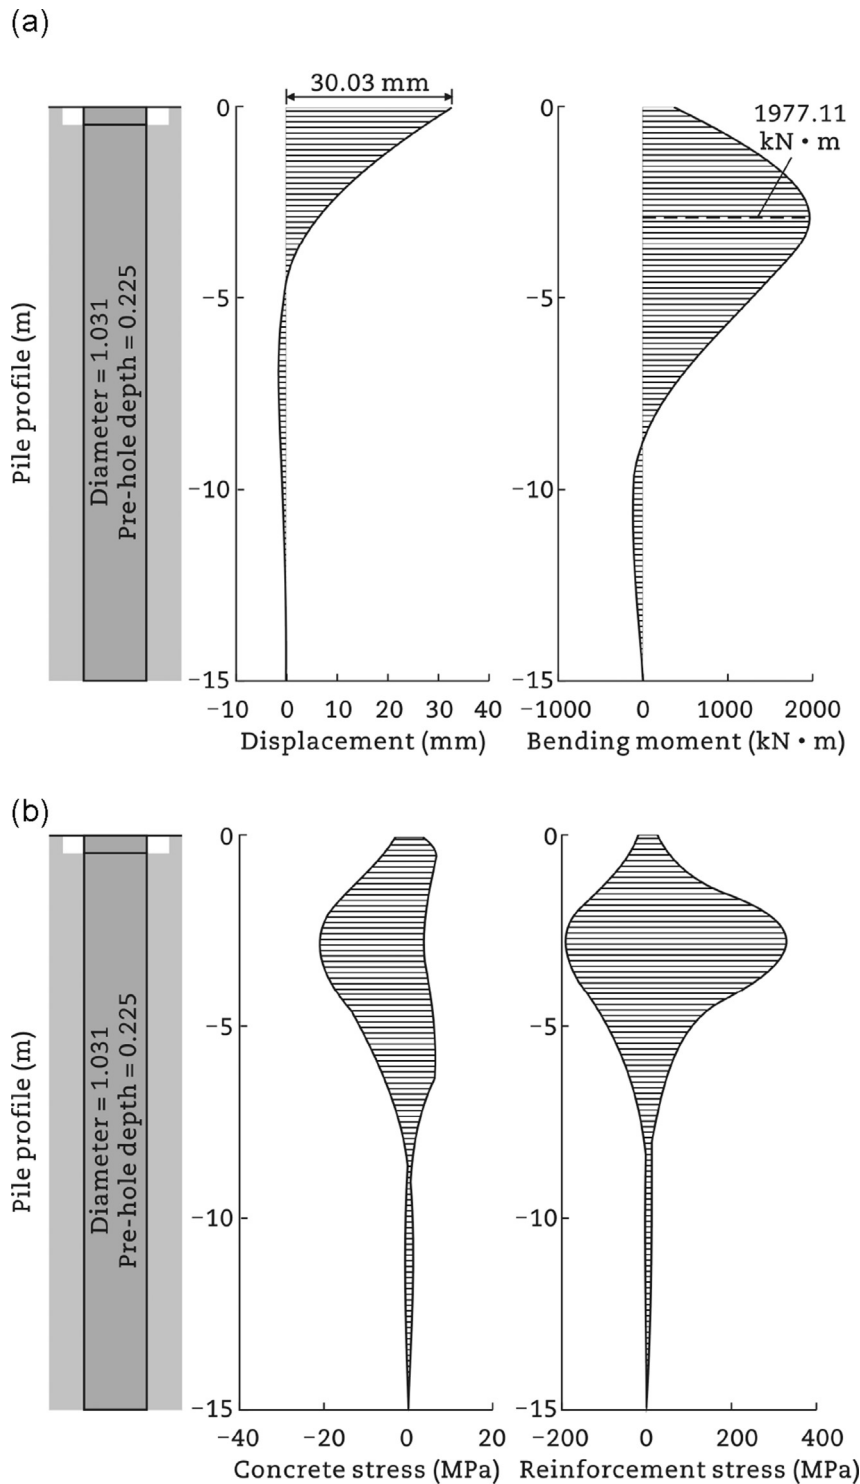 (a)
30.03 mm
0
−5
−10
−15
−10 0 10 20 30 40
Displacement (mm)
0
−5
−10
−15
−1000 0 1000 2000
Bending moment (kN • m)
1977.11
kN • m
Pile profile (m)
Diameter = 1.031
Pre-hole depth = 0.225
(b)
0
−5
−10
−15
−40 −20 0 20
Concrete stress (MPa)
0
−5
−10
−15
−200 0 200 400
Reinforcement stress (MPa)
Pile profile (m)
Diameter = 1.031
Pre-hole depth = 0.225